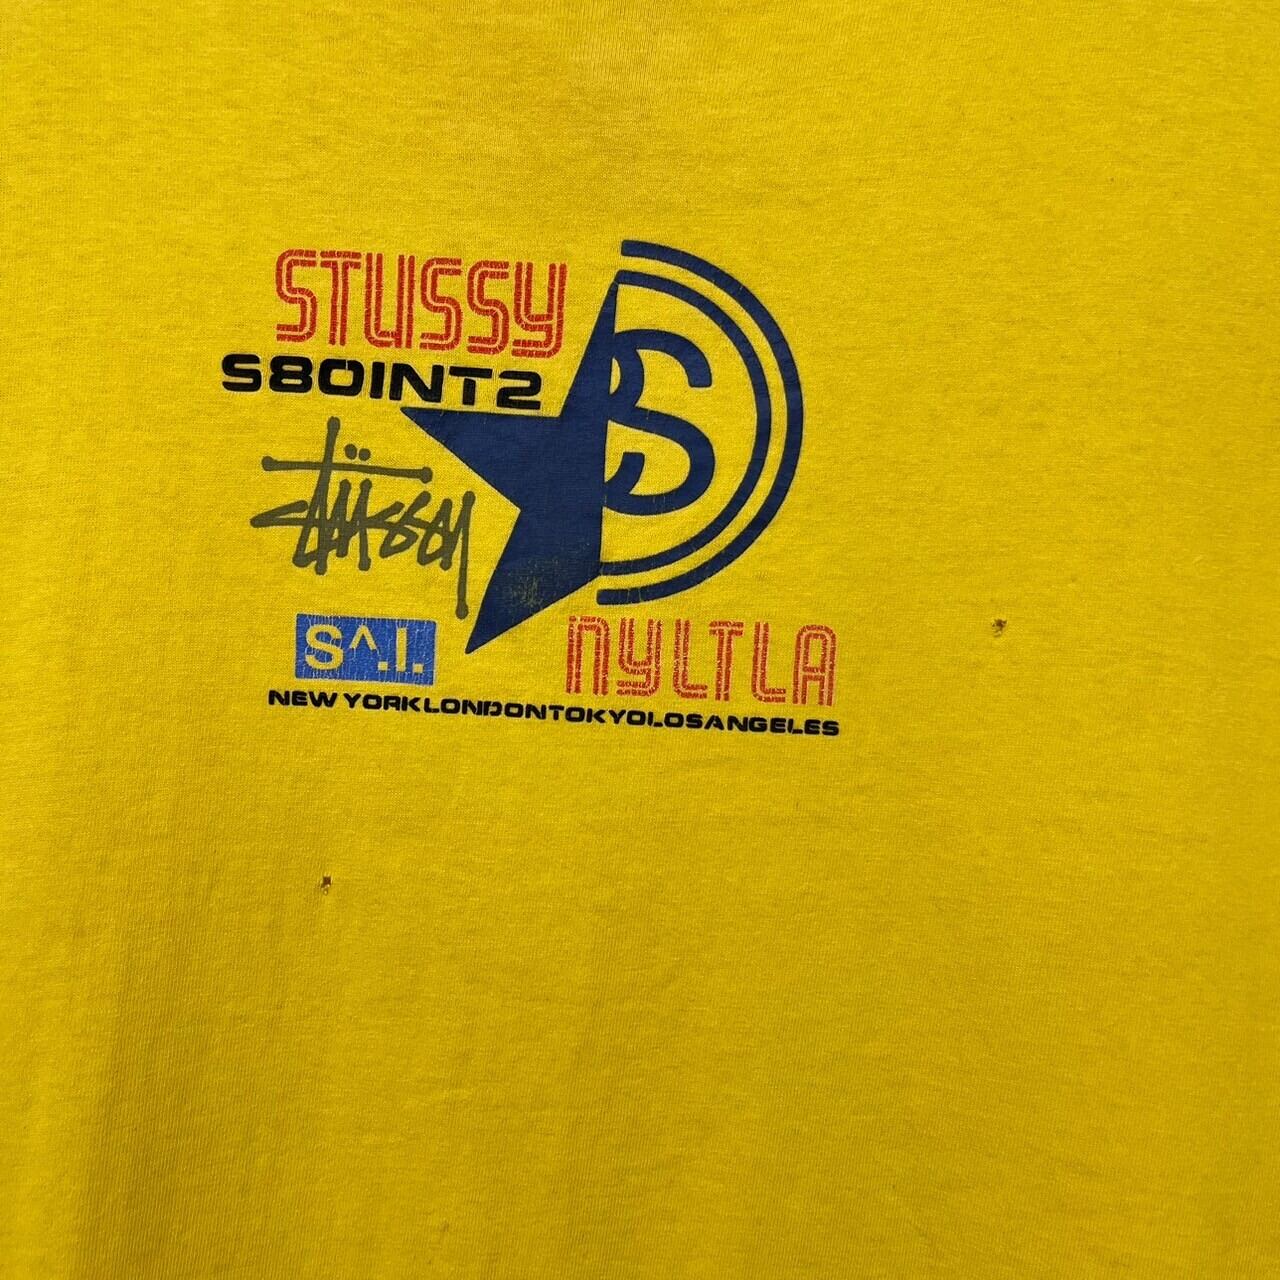 STUSSY
S80INT2
Stüssy
S
S^.I.
NYLTLA
NEW YORKLONDONTOKYOLOSANGELES